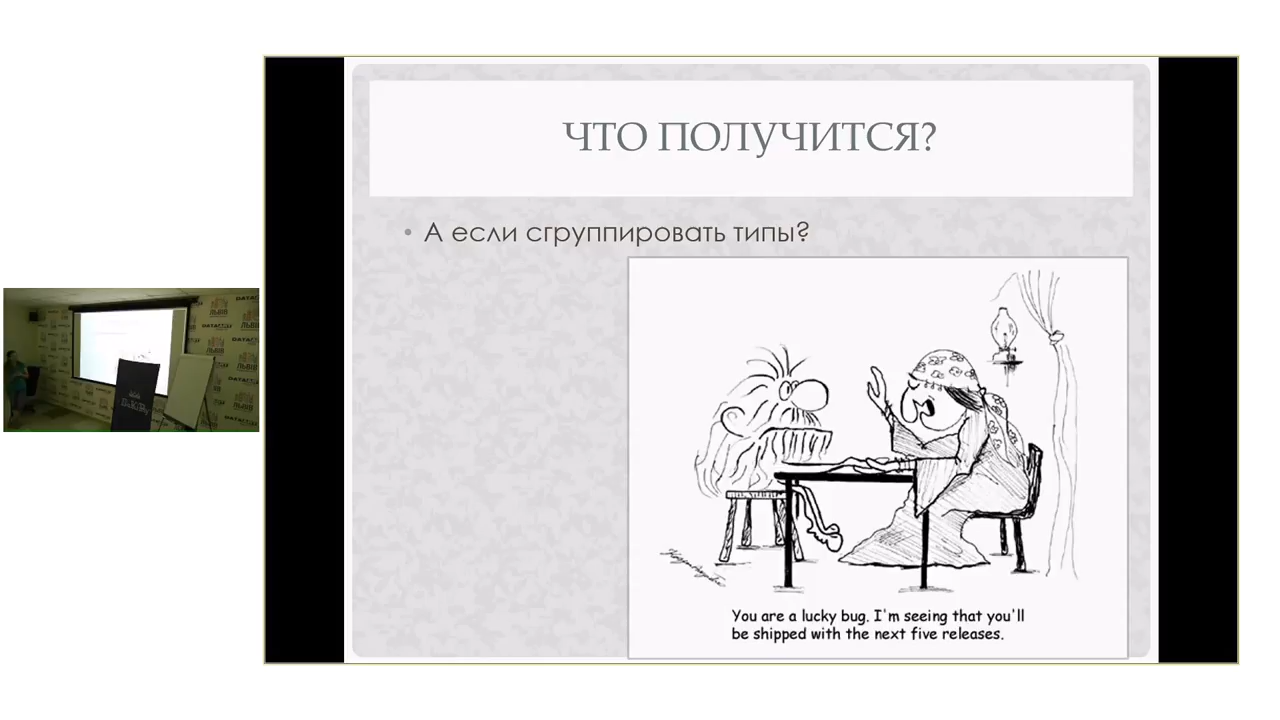 ЧТО ПОЛУЧИТСЯ?
• А если сгруппировать типы?
You are a lucky bug. I'm seeing that you'll
be shipped with the next five releases.